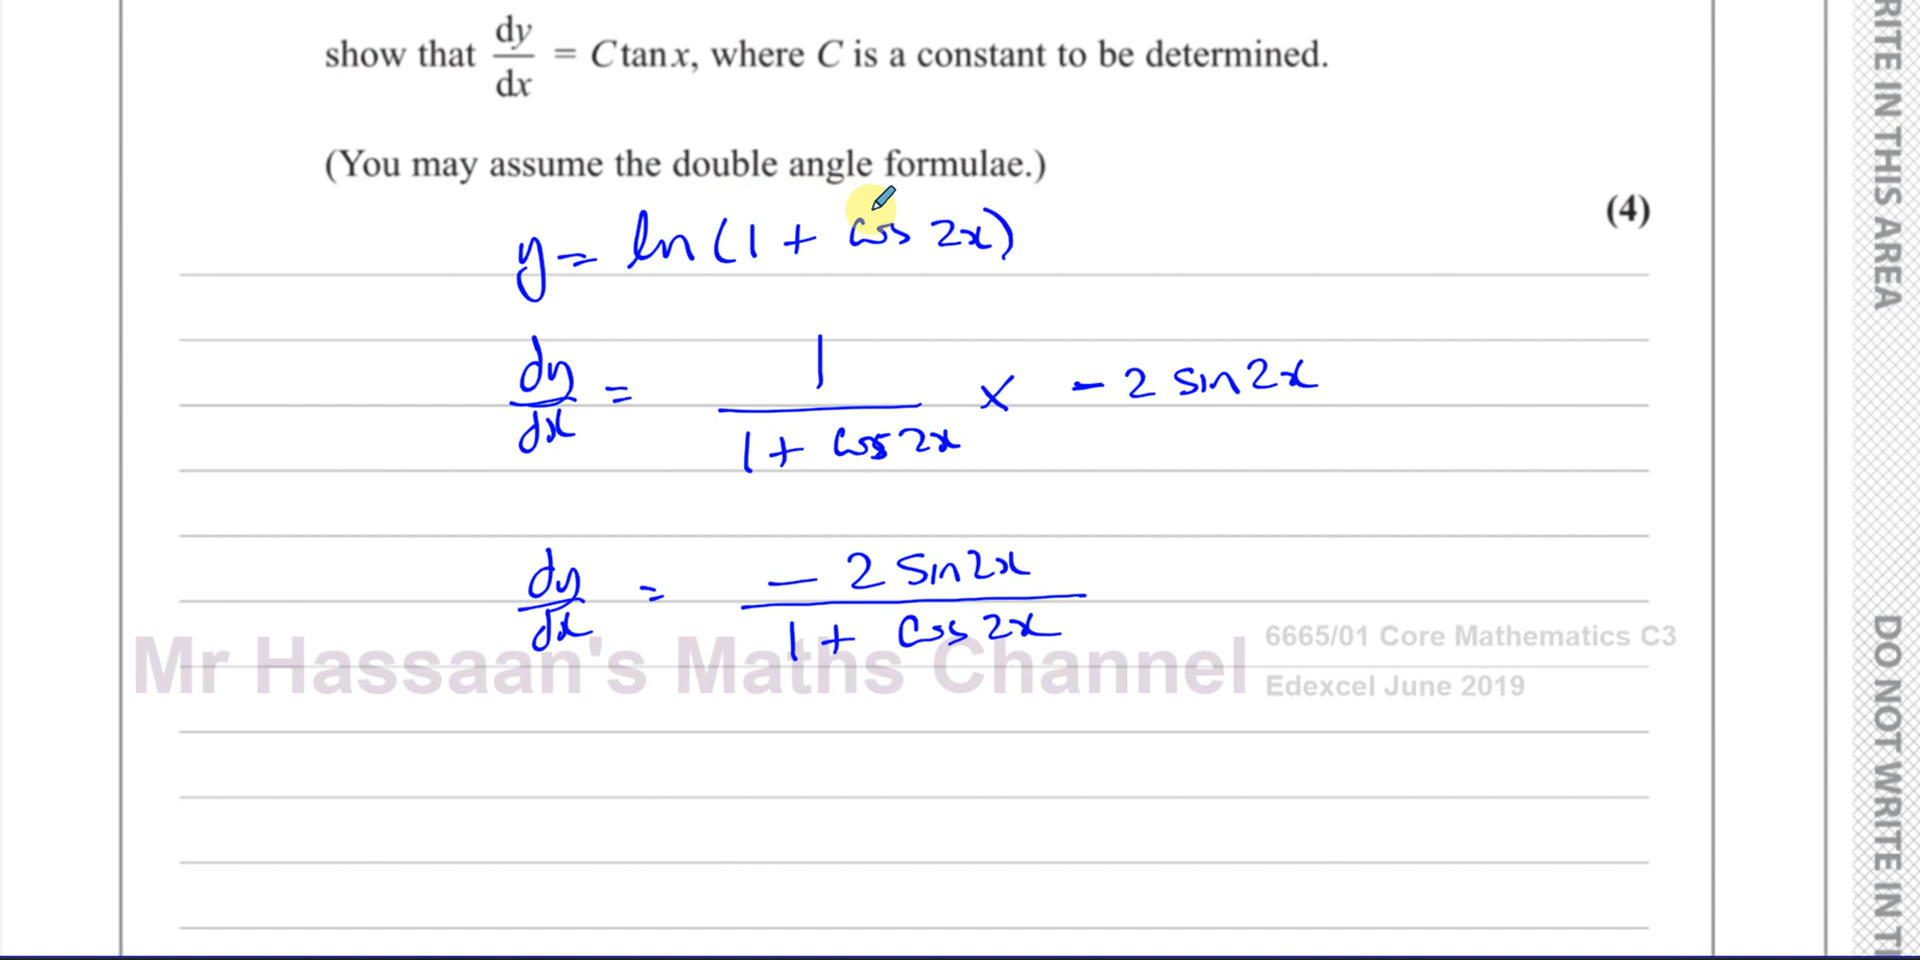 show that dy/dx = C tan x, where C is a constant to be determined.
(You may assume the double angle formulae.)
(4)
y = ln(1 + cos 2x)
dy/dx = 1/(1 + cos 2x) × - 2 sin 2x
dy/dx = - 2 sin 2x/(1 + cos 2x)
Mr Hassaan's Maths Channel
6665/01 Core Mathematics C3
Edexcel June 2019
RITE IN THIS AREA
DO NOT WRITE IN T